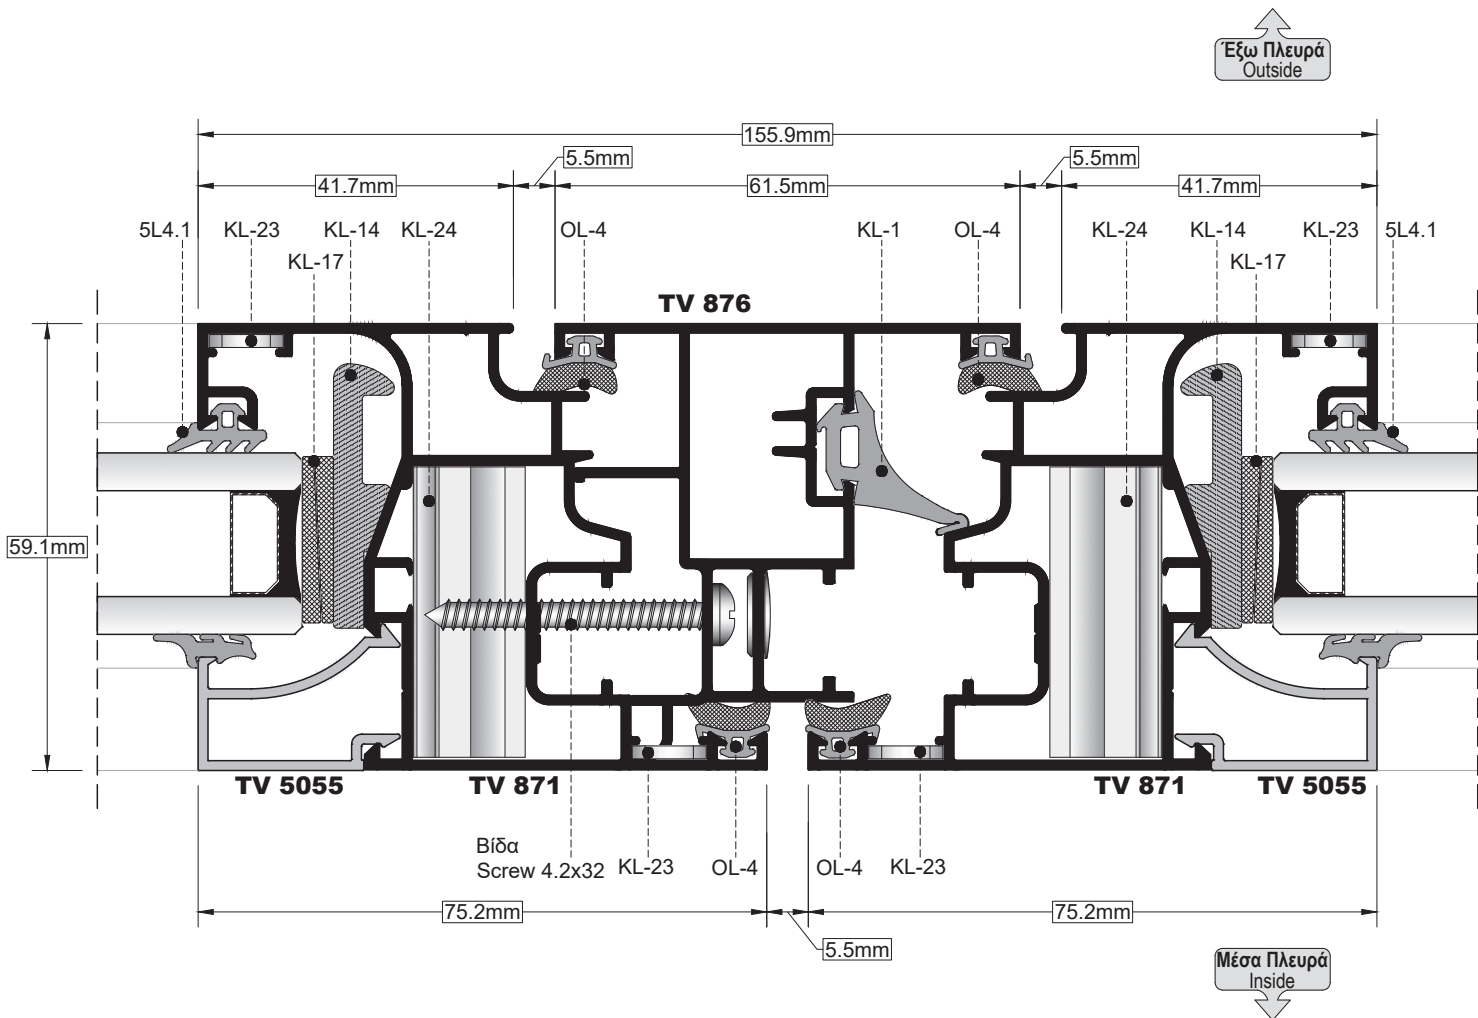 Έξω Πλευρά
Outside
155.9mm
5.5mm
5.5mm
41.7mm
61.5mm
41.7mm
5L4.1
KL-23
KL-14
KL-24
OL-4
KL-1
OL-4
KL-24
KL-14
KL-23
5L4.1
KL-17
KL-17
TV 876
59.1mm
TV 5055
TV 871
TV 871
TV 5055
Βίδα
Screw 4.2x32
KL-23
OL-4
OL-4
KL-23
75.2mm
75.2mm
5.5mm
Μέσα Πλευρά
Inside